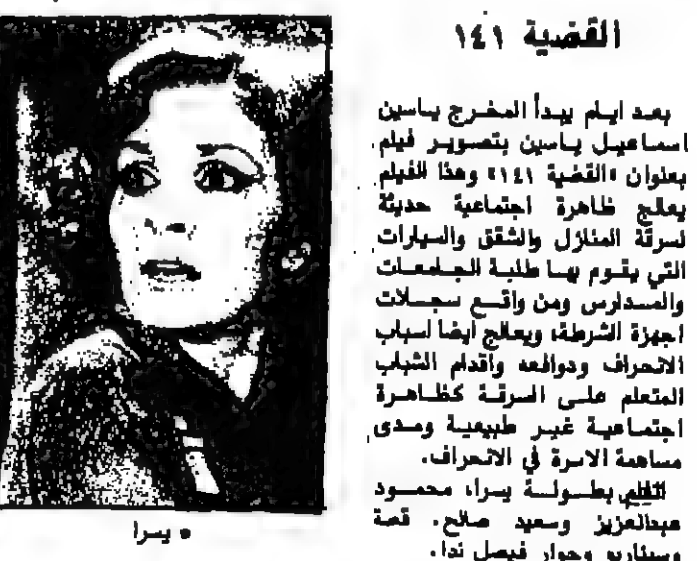 القضية ١٤١
بعد ايام يبدأ المخرج ياسين
اسماعيل ياسين بتصوير فيلم
بعنوان «القضية ١٤١» وهذا الفيلم
يعالج ظاهرة اجتماعية حديثة
لسرقة المنازل والشقق والسيارات
التي يقوم بها طلبة الجامعات
والمدارس ومن واقع سجلات
اجهزة الشرطة، ويعالج ايضا اسباب
الانحراف ودوافعه واقدام الشباب
المتعلم على السرقة كظاهرة
اجتماعية غير طبيعية ومدى
مساهمة الاسرة في الانحراف.
الفيلم بطولة يسرا، محمود
عبدالعزيز وسعيد صالح. قصة
وسيناريو وحوار فيصل ندا.
● يسرا